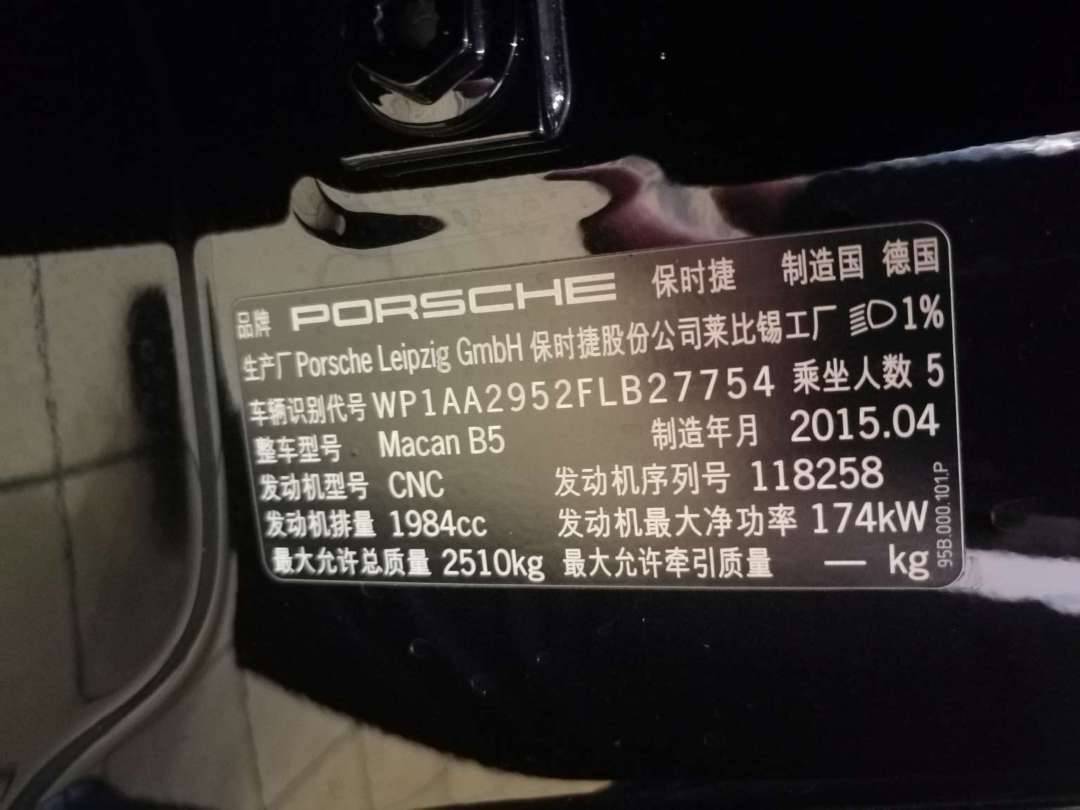 品牌 PORSCHE 保时捷 制造国 德国
生产厂 Porsche Leipzig GmbH 保时捷股份公司莱比锡工厂 1%
车辆识别代号 WP1AA2952FLB27754 乘坐人数 5
整车型号 Macan B5 制造年月 2015.04
发动机型号 CNC 发动机序列号 118258
发动机排量 1984cc 发动机最大净功率 174kW
最大允许总质量 2510kg 最大允许牵引质量 — kg
95B.000.101.P